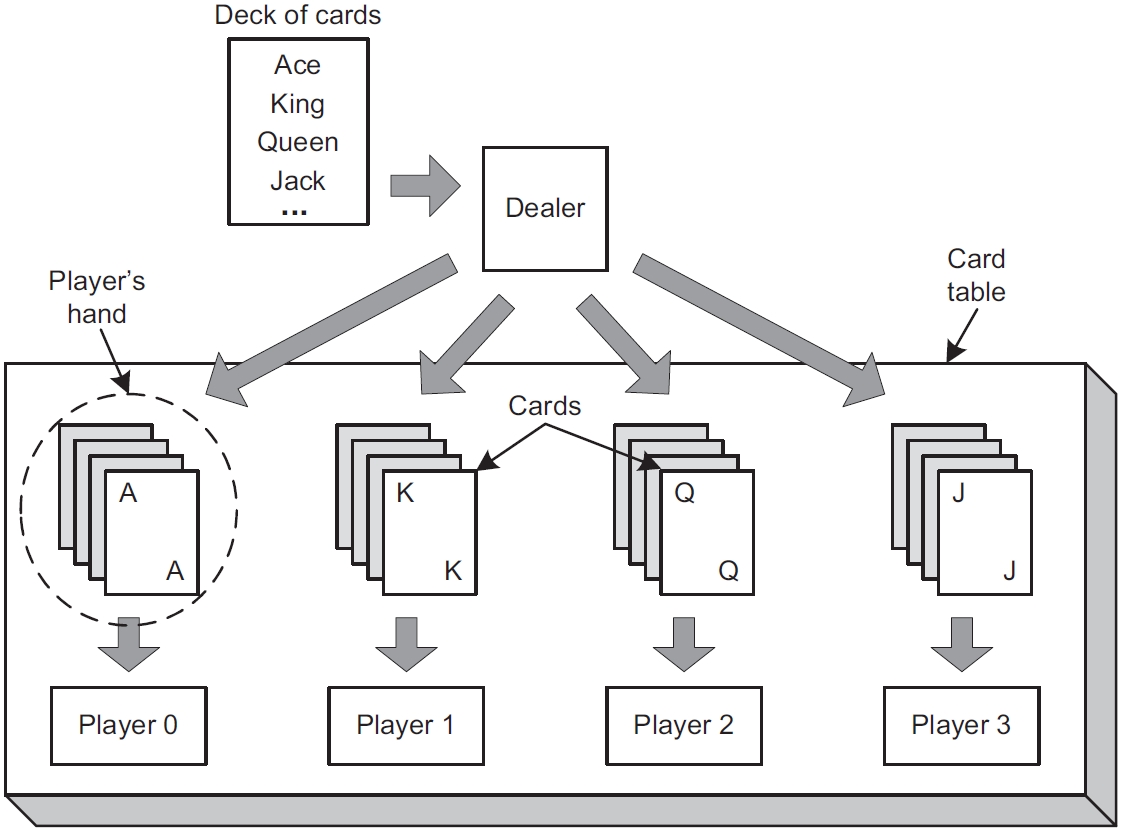 Deck of cards
Ace
King
Queen
Jack
...
Dealer
Player’s
hand
Card
table
Cards
A
A
K
K
Q
Q
J
J
Player 0
Player 1
Player 2
Player 3